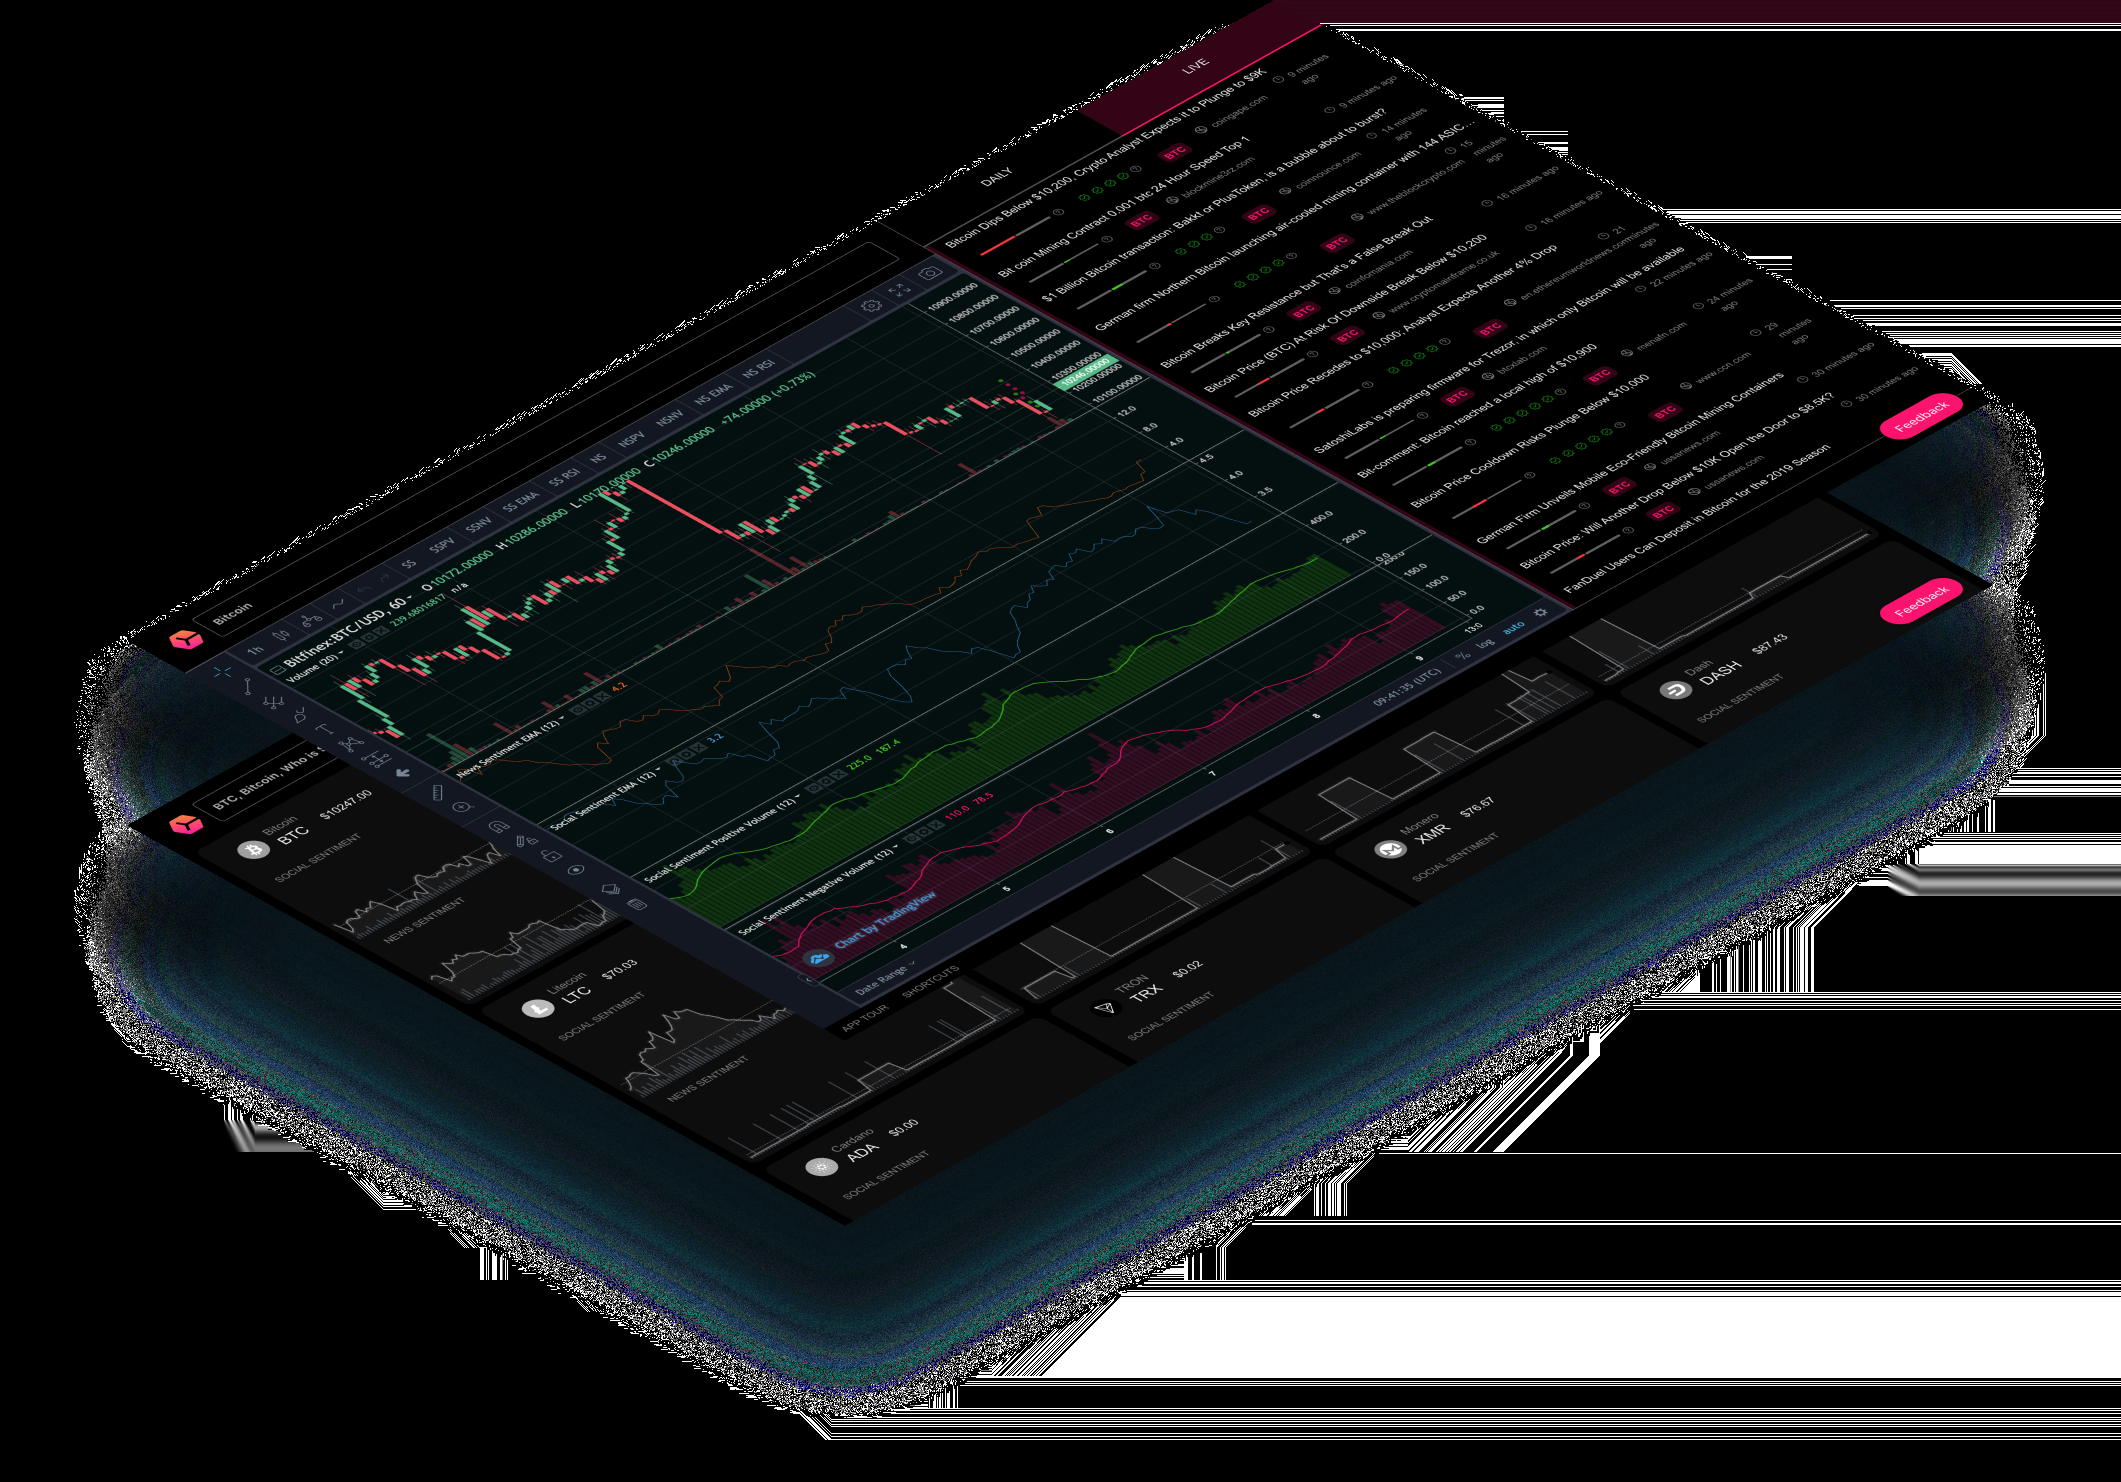 LIVE
DAILY
Bitcoin Dips Below $10,200, Crypto Analyst Expects it to Plunge to $9K
9 minutes ago
BTC
coingape.com
Bit coin Mining Contract 0.001 btc 24 Hour Speed Top 1
9 minutes ago
BTC
blockmine3rz.com
$1 Billion Bitcoin transaction: Bakkt or PlusToken, is a bubble about to burst?
14 minutes ago
BTC
coinnounce.com
German firm Northern Bitcoin launching air-cooled mining container with 144 ASIC...
15 minutes ago
BTC
www.theblockcrypto.com
Bitcoin Breaks Key Resistance but That's a False Break Out
16 minutes ago
BTC
coinfomania.com
Bitcoin Price (BTC) At Risk Of Downside Break Below $10,200
16 minutes ago
BTC
www.cryptomainframe.co.uk
Bitcoin Price Recedes to $10,000; Analyst Expects Another 4% Drop
21 minutes ago
BTC
en.ethereumworldnews.com
SatoshiLabs is preparing firmware for Trezor, in which only Bitcoin will be available
22 minutes ago
BTC
btcxlab.com
Bit-comment: Bitcoin reached a local high of $10,900
24 minutes ago
BTC
menafn.com
Bitcoin Price Cooldown Risks Plunge Below $10,000
29 minutes ago
BTC
www.ccn.com
German Firm Unveils Mobile Eco-Friendly Bitcoin Mining Containers
30 minutes ago
BTC
ussanews.com
Bitcoin Price: Will Another Drop Below $10K Open the Door to $8.5K?
30 minutes ago
BTC
ussanews.com
FanDuel Users Can Deposit in Bitcoin for the 2019 Season
Feedback
Bitcoin
1h
SS
SSPV
SSNV
SS EMA
SS RSI
NS
NSPV
NSNV
NS EMA
NS RSI
Bitfinex:BTC/USD, 60
O10172.00000 H10286.00000 L10170.00000 C10246.00000 +74.00000 (+0.73%)
Volume (20)
239.68016817 n/a
10900.00000
10800.00000
10700.00000
10600.00000
10500.00000
10400.00000
10300.00000
10246.00000
10200.00000
10100.00000
12.0
8.0
4.0
News Sentiment EMA (12)
4.2
4.5
4.0
3.5
Social Sentiment EMA (12)
3.2
400.0
200.0
0.0
Social Sentiment Positive Volume (12)
225.0 187.4
200.0
150.0
100.0
50.0
0.0
Social Sentiment Negative Volume (12)
110.0 78.5
Chart by TradingView
4
5
6
7
8
9
13.0
Date Range
09:41:35 (UTC)
%
log
auto
BTC, Bitcoin, Who is
Bitcoin
BTC
$10247.00
SOCIAL SENTIMENT
NEWS SENTIMENT
Litecoin
LTC
$70.03
SOCIAL SENTIMENT
NEWS SENTIMENT
APP TOUR
SHORTCUTS
Cardano
ADA
$0.00
SOCIAL SENTIMENT
TRON
TRX
$0.02
SOCIAL SENTIMENT
Monero
XMR
$76.67
SOCIAL SENTIMENT
Dash
DASH
$87.43
SOCIAL SENTIMENT
Feedback